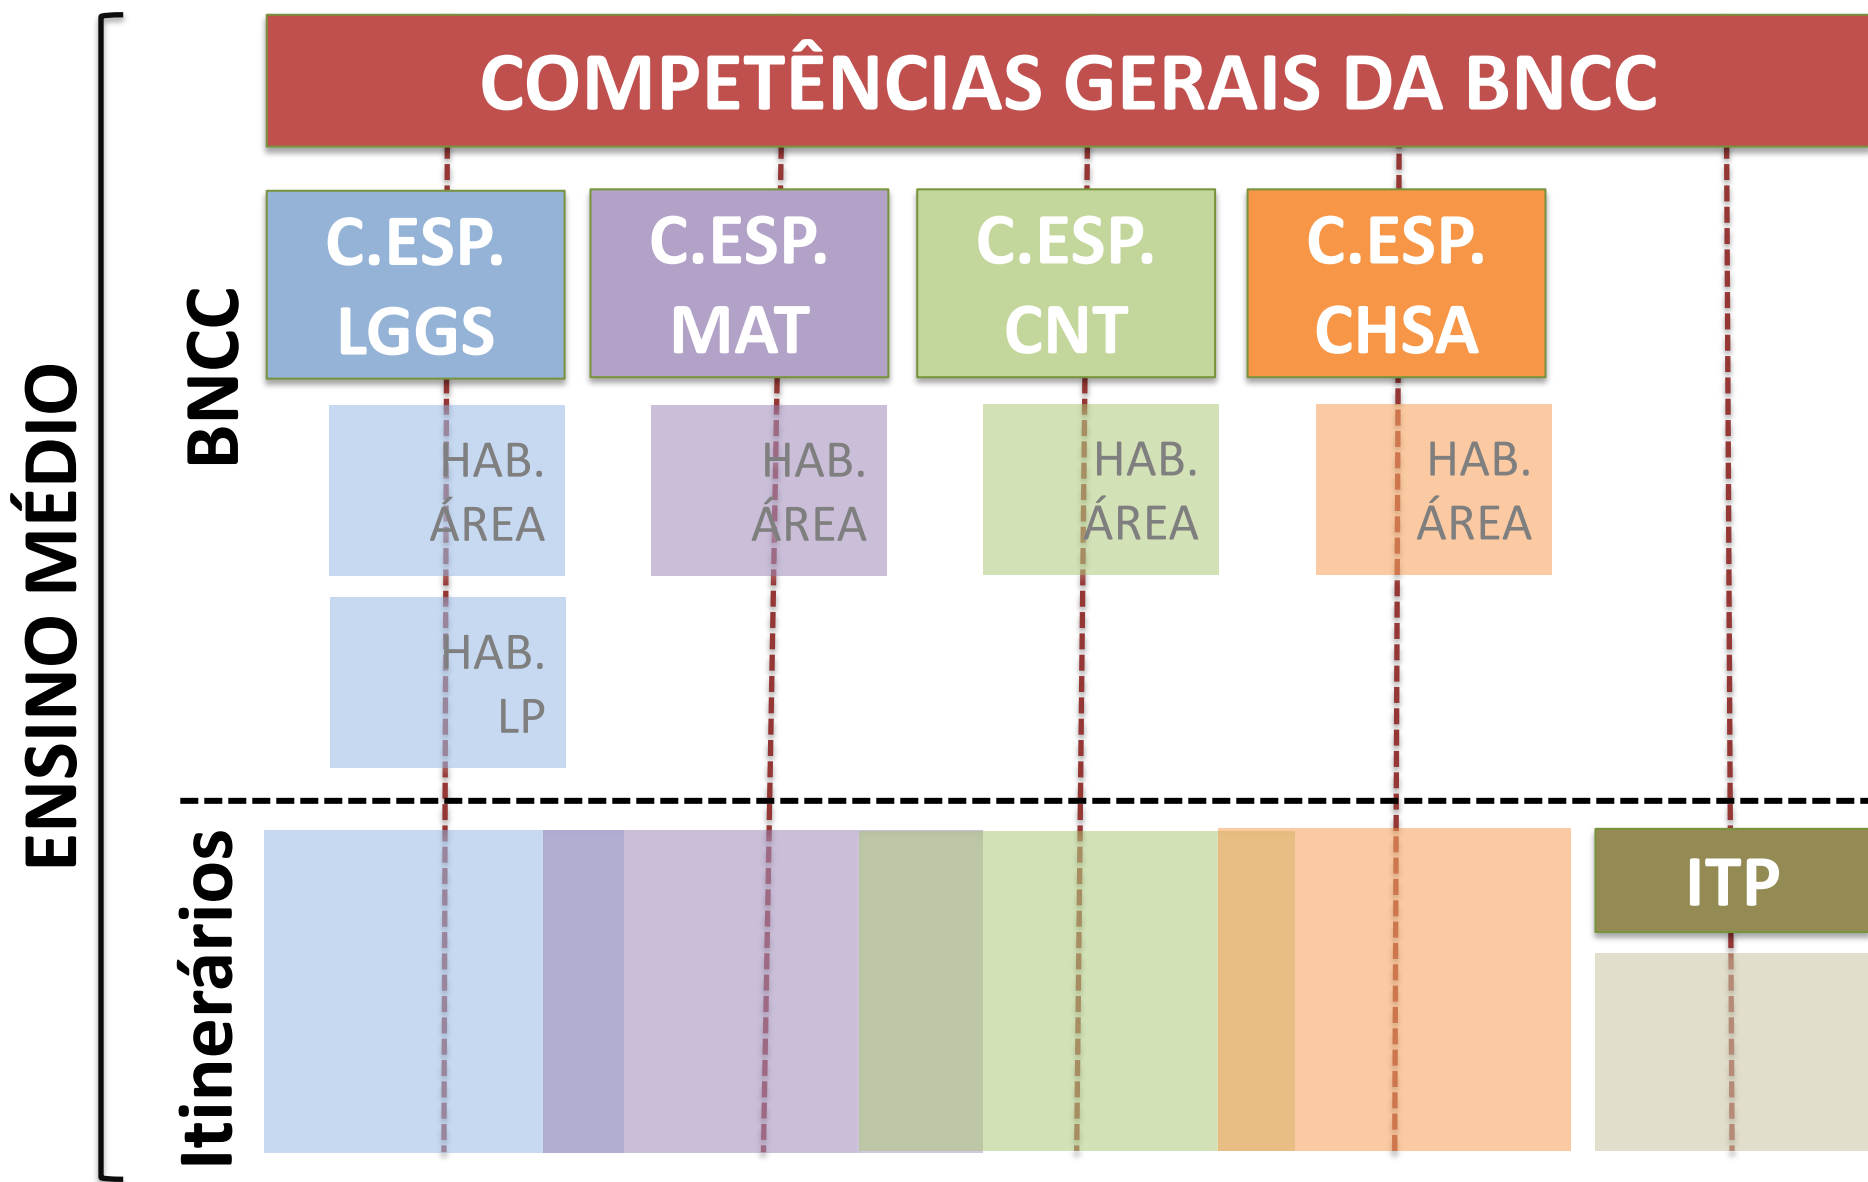 COMPETÊNCIAS GERAIS DA BNCC
ENSINO MÉDIO
BNCC
C.ESP.
LGGS
C.ESP.
MAT
C.ESP.
CNT
C.ESP.
CHSA
HAB.
ÁREA
HAB.
ÁREA
HAB.
ÁREA
HAB.
ÁREA
HAB.
LP
Itinerários
ITP